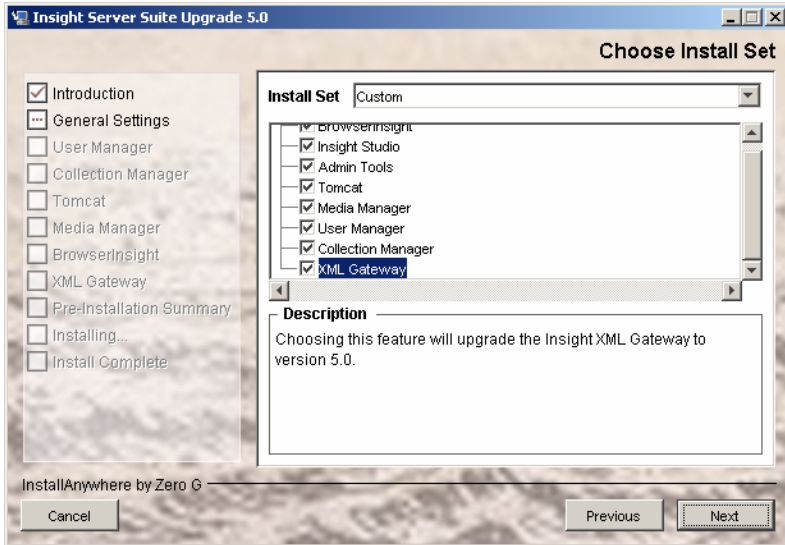 Insight Server Suite Upgrade 5.0
Choose Install Set
Introduction
General Settings
User Manager
Collection Manager
Tomcat
Media Manager
BrowserInsight
XML Gateway
Pre-Installation Summary
Installing...
Install Complete
Install Set
Custom
BrowserInsight
Insight Studio
Admin Tools
Tomcat
Media Manager
User Manager
Collection Manager
XML Gateway
Description
Choosing this feature will upgrade the Insight XML Gateway to
version 5.0.
InstallAnywhere by Zero G
Cancel
Previous
Next